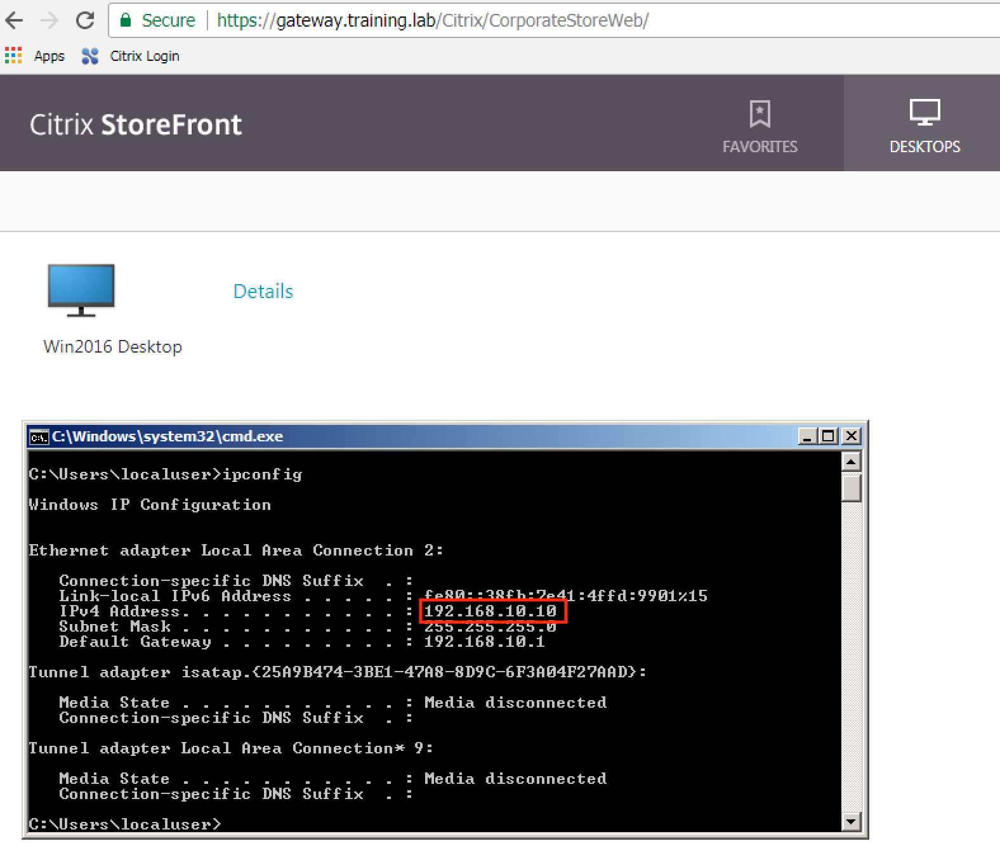 Secure https://gateway.training.lab/Citrix/CorporateStoreWeb/
Apps Citrix Login
Citrix StoreFront
FAVORITES
DESKTOPS
Details
Win2016 Desktop
C:\Windows\system32\cmd.exe
C:\Users\localuser>ipconfig
Windows IP Configuration
Ethernet adapter Local Area Connection 2:
Connection-specific DNS Suffix . :
Link-local IPv6 Address . . . . . : fe80::38fb:7e41:4ffd:9901%15
IPv4 Address. . . . . . . . . . . : 192.168.10.10
Subnet Mask . . . . . . . . . . . : 255.255.255.0
Default Gateway . . . . . . . . . : 192.168.10.1
Tunnel adapter isatap.{25A9B474-3BE1-47A8-8D9C-6F3A04F27AAD}:
Media State . . . . . . . . . . . : Media disconnected
Connection-specific DNS Suffix . :
Tunnel adapter Local Area Connection* 9:
Media State . . . . . . . . . . . : Media disconnected
Connection-specific DNS Suffix . :
C:\Users\localuser>